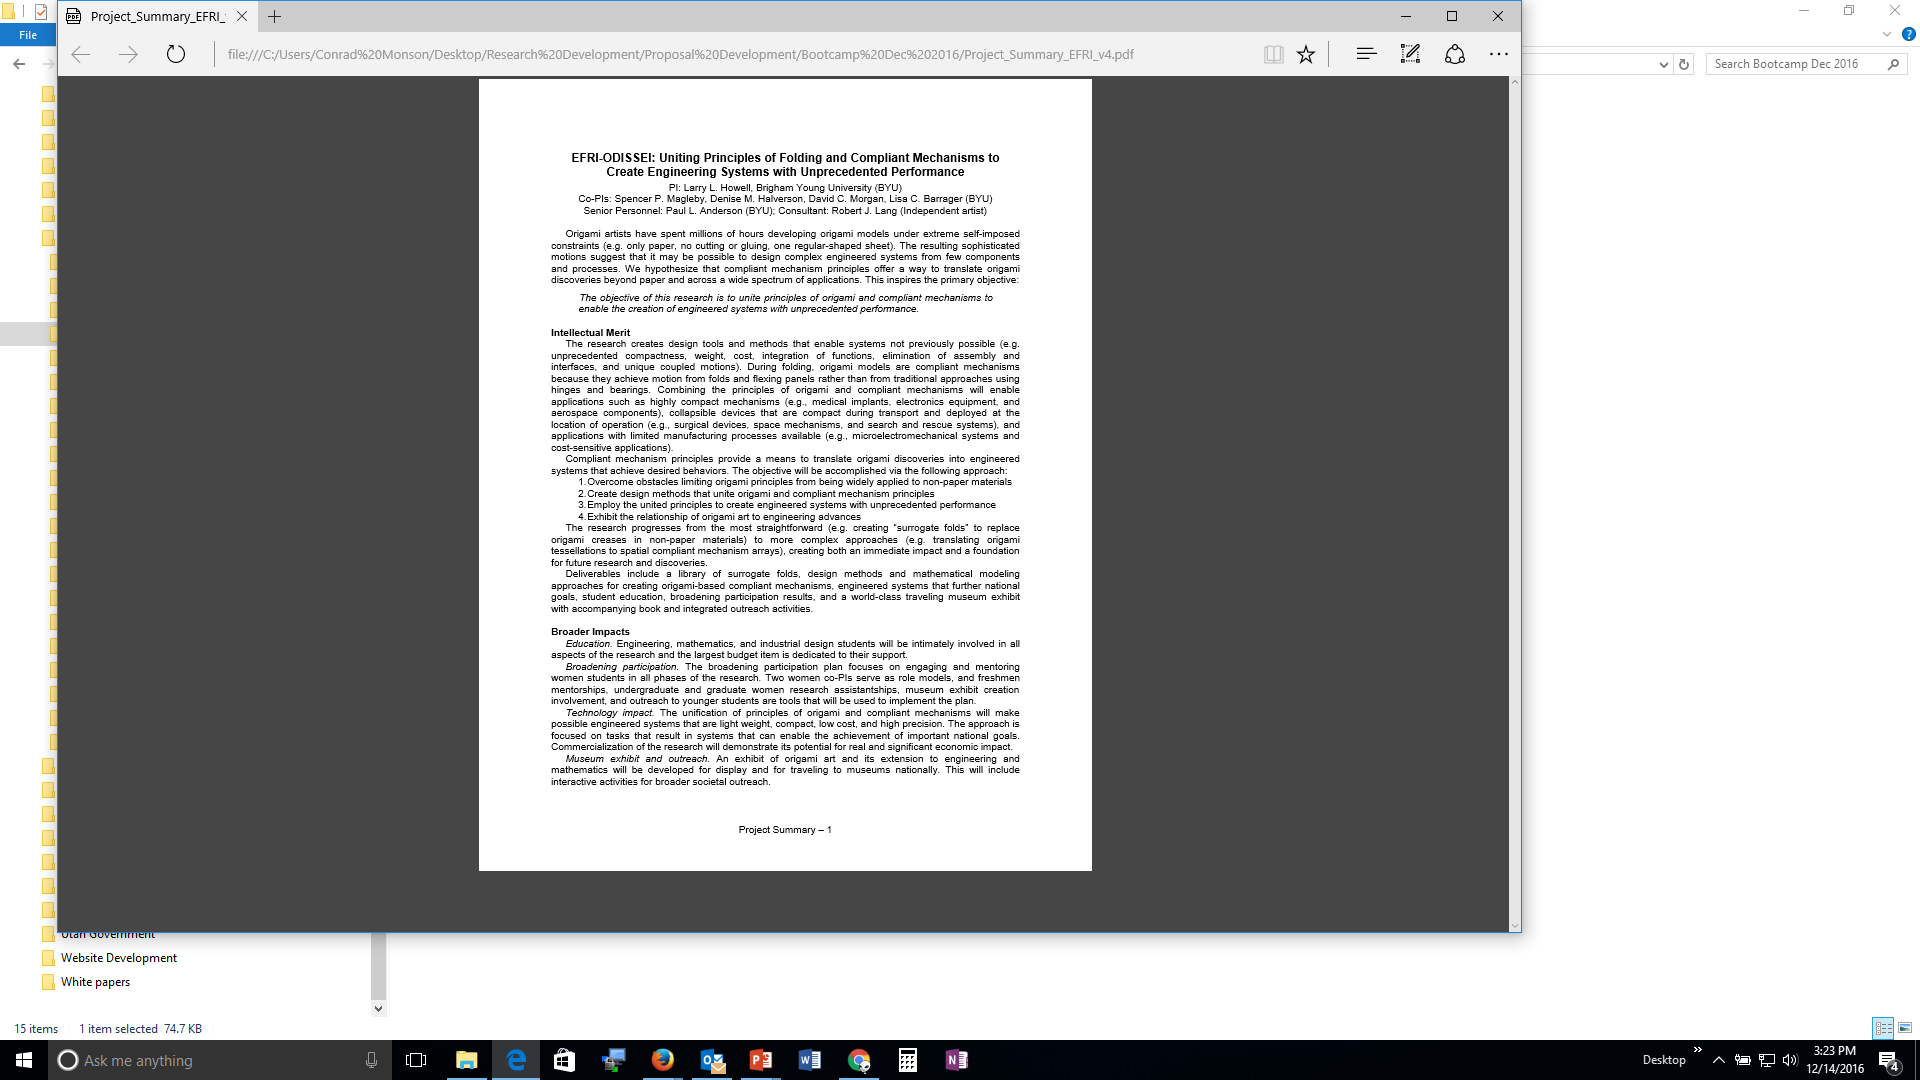 Project_Summary_EFRI_
File
file:///C:/Users/Conrad%20Monson/Desktop/Research%20Development/Proposal%20Development/Bootcamp%20Dec%202016/Project_Summary_EFRI_v4.pdf
Search Bootcamp Dec 2016
EFRI-ODISSEI: Uniting Principles of Folding and Compliant Mechanisms to
Create Engineering Systems with Unprecedented Performance
PI: Larry L. Howell, Brigham Young University (BYU)
Co-PIs: Spencer P. Magleby, Denise M. Halverson, David C. Morgan, Lisa C. Barrager (BYU)
Senior Personnel: Paul L. Anderson (BYU); Consultant: Robert J. Lang (Independent artist)
Origami artists have spent millions of hours developing origami models under extreme self-imposed
constraints (e.g. only paper, no cutting or gluing, one regular-shaped sheet). The resulting sophisticated
motions suggest that it may be possible to design complex engineered systems from few components
and processes. We hypothesize that compliant mechanism principles offer a way to translate origami
discoveries beyond paper and across a wide spectrum of applications. This inspires the primary objective:
The objective of this research is to unite principles of origami and compliant mechanisms to
enable the creation of engineered systems with unprecedented performance.
Intellectual Merit
The research creates design tools and methods that enable systems not previously possible (e.g.
unprecedented compactness, weight, cost, integration of functions, elimination of assembly and
interfaces, and unique coupled motions). During folding, origami models are compliant mechanisms
because they achieve motion from folds and flexing panels rather than from traditional approaches using
hinges and bearings. Combining the principles of origami and compliant mechanisms will enable
applications such as highly compact mechanisms (e.g., medical implants, electronics equipment, and
aerospace components), collapsible devices that are compact during transport and deployed at the
location of operation (e.g., surgical devices, space mechanisms, and search and rescue systems), and
applications with limited manufacturing processes available (e.g., microelectromechanical systems and
cost-sensitive applications).
Compliant mechanism principles provide a means to translate origami discoveries into engineered
systems that achieve desired behaviors. The objective will be accomplished via the following approach:
1. Overcome obstacles limiting origami principles from being widely applied to non-paper materials
2. Create design methods that unite origami and compliant mechanism principles
3. Employ the united principles to create engineered systems with unprecedented performance
4. Exhibit the relationship of origami art to engineering advances
The research progresses from the most straightforward (e.g. creating “surrogate folds” to replace
origami creases in non-paper materials) to more complex approaches (e.g. translating origami
tessellations to spatial compliant mechanism arrays), creating both an immediate impact and a foundation
for future research and discoveries.
Deliverables include a library of surrogate folds, design methods and mathematical modeling
approaches for creating origami-based compliant mechanisms, engineered systems that further national
goals, student education, broadening participation results, and a world-class traveling museum exhibit
with accompanying book and integrated outreach activities.
Broader Impacts
Education. Engineering, mathematics, and industrial design students will be intimately involved in all
aspects of the research and the largest budget item is dedicated to their support.
Broadening participation. The broadening participation plan focuses on engaging and mentoring
women students in all phases of the research. Two women co-PIs serve as role models, and freshmen
mentorships, undergraduate and graduate women research assistantships, museum exhibit creation
involvement, and outreach to younger students are tools that will be used to implement the plan.
Technology impact. The unification of principles of origami and compliant mechanisms will make
possible engineered systems that are light weight, compact, low cost, and high precision. The approach is
focused on tasks that result in systems that can enable the achievement of important national goals.
Commercialization of the research will demonstrate its potential for real and significant economic impact.
Museum exhibit and outreach. An exhibit of origami art and its extension to engineering and
mathematics will be developed for display and for traveling to museums nationally. This will include
interactive activities for broader societal outreach.
Project Summary – 1
Utah Government
Website Development
White papers
15 items 1 item selected 74.7 KB
Ask me anything
Desktop
3:23 PM
12/14/2016
4